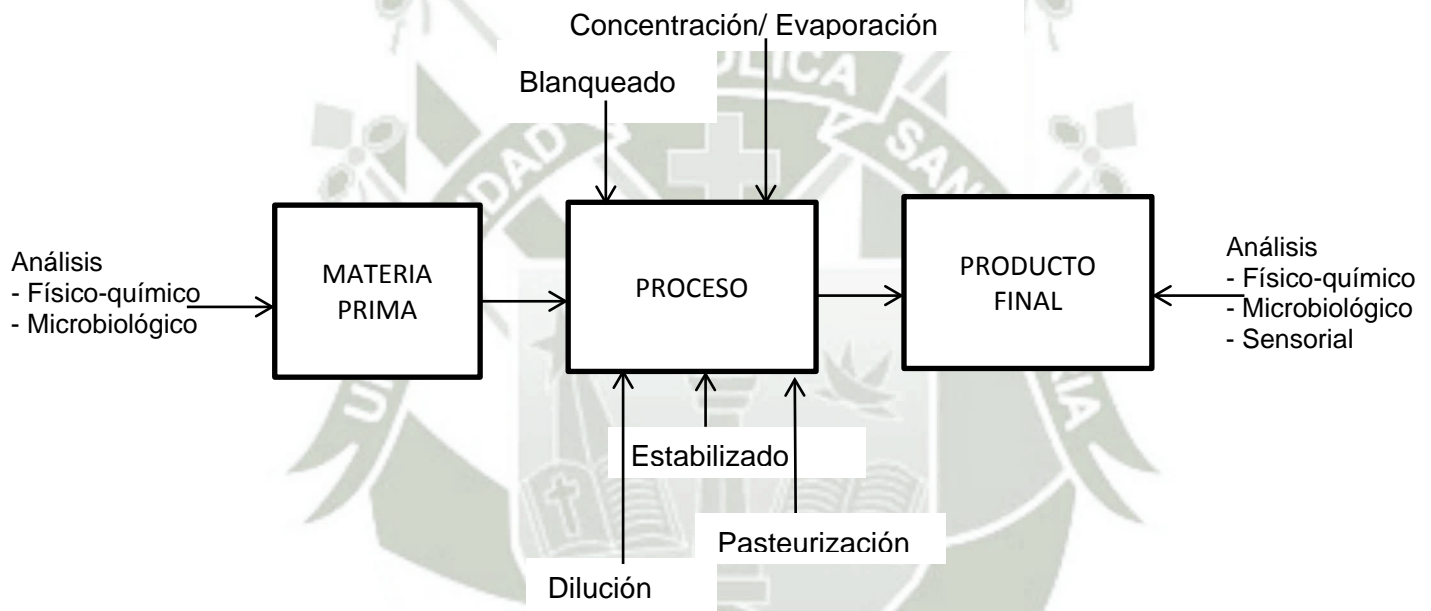 Concentración/ Evaporación
Blanqueado
Análisis
- Físico-químico
- Microbiológico
MATERIA
PRIMA
PROCESO
PRODUCTO
FINAL
Análisis
- Físico-químico
- Microbiológico
- Sensorial
Estabilizado
Pasteurización
Dilución